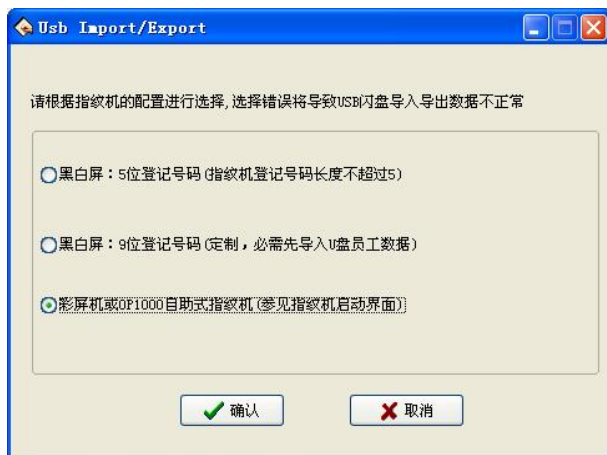 Usb Import/Export
请根据指纹机的配置进行选择,选择错误将导致USB闪盘导入导出数据不正常
黑白屏：5位登记号码(指纹机登记号码长度不超过5)
黑白屏：9位登记号码(定制，必需先导入U盘员工数据)
彩屏机或OP1000自助式指纹机(参见指纹机启动界面)
确认
取消